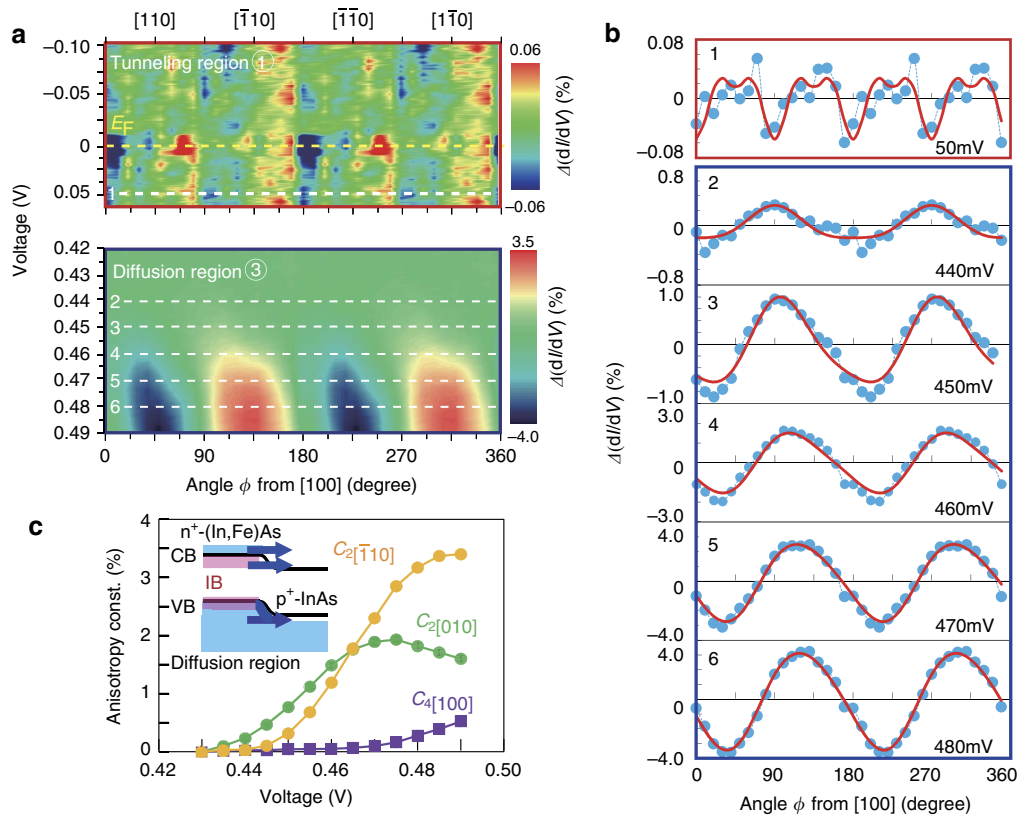 a
[110]
[1̄10]
[1̄1̄0]
[11̄0]
Voltage (V)
−0.10
−0.05
0
0.05
Tunneling region ①
E_F
1
0.06
−0.06
Δ(dI/dV) (%)
0.42
0.43
0.44
0.45
0.46
0.47
0.48
0.49
Diffusion region ③
2
3
4
5
6
3.5
−4.0
Δ(dI/dV) (%)
0
90
180
270
360
Angle ϕ from [100] (degree)
b
0.08
0
−0.08
1
50mV
0.8
0
−0.8
2
440mV
1.0
0
−1.0
3
450mV
3.0
0
−3.0
4
460mV
4.0
0
−4.0
5
470mV
4.0
0
−4.0
6
480mV
Δ(dI/dV) (%)
0
90
180
270
360
Angle ϕ from [100] (degree)
c
Anisotropy const. (%)
4
3
2
1
0
n⁺-(In,Fe)As
CB
IB
VB
p⁺-InAs
Diffusion region
C₂[1̄10]
C₂[010]
C₄[100]
0.42
0.44
0.46
0.48
0.50
Voltage (V)